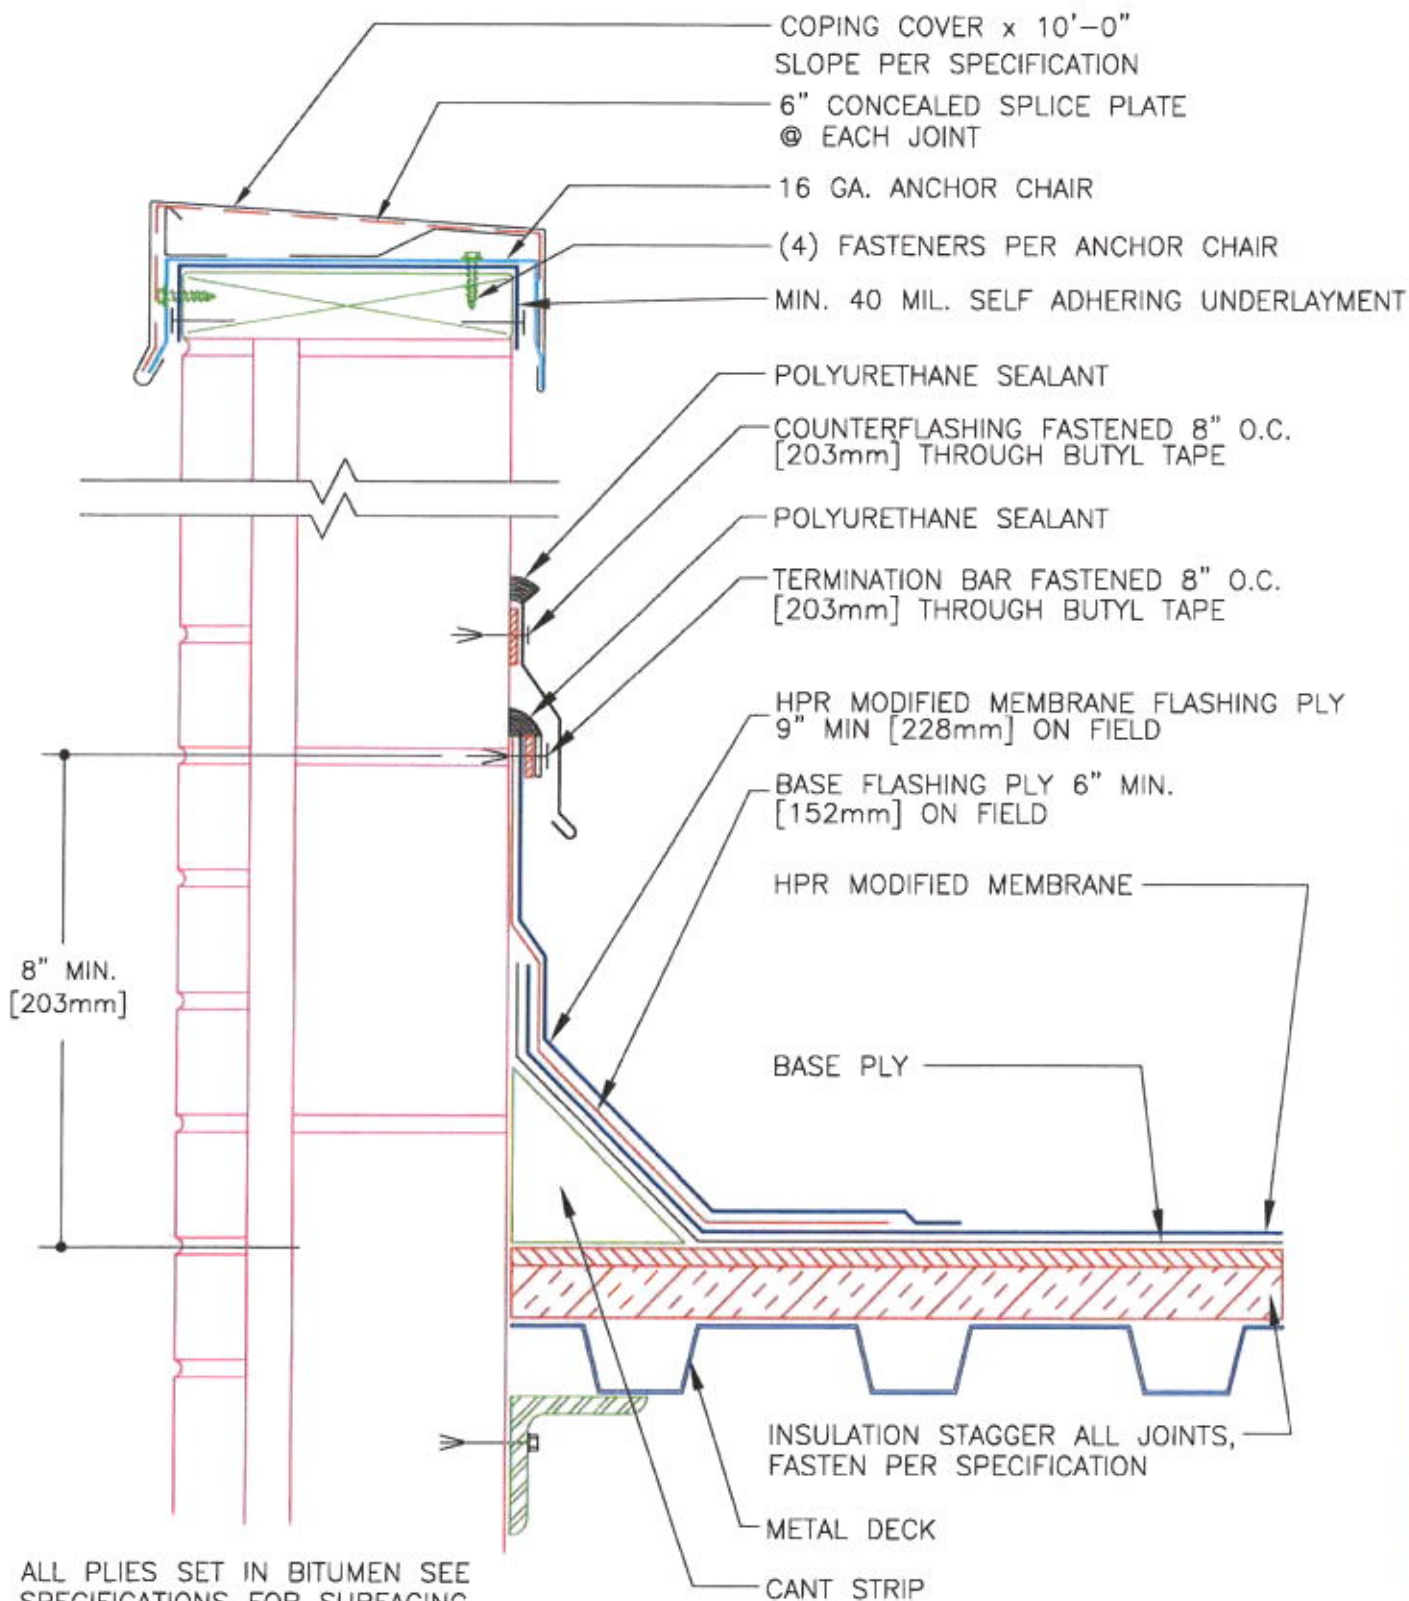 COPING COVER x 10'-0"
SLOPE PER SPECIFICATION
6" CONCEALED SPLICE PLATE
@ EACH JOINT
16 GA. ANCHOR CHAIR
(4) FASTENERS PER ANCHOR CHAIR
MIN. 40 MIL. SELF ADHERING UNDERLAYMENT
POLYURETHANE SEALANT
COUNTERFLASHING FASTENED 8" O.C.
[203mm] THROUGH BUTYL TAPE
POLYURETHANE SEALANT
TERMINATION BAR FASTENED 8" O.C.
[203mm] THROUGH BUTYL TAPE
HPR MODIFIED MEMBRANE FLASHING PLY
9" MIN [228mm] ON FIELD
BASE FLASHING PLY 6" MIN.
[152mm] ON FIELD
HPR MODIFIED MEMBRANE
8" MIN.
[203mm]
BASE PLY
INSULATION STAGGER ALL JOINTS,
FASTEN PER SPECIFICATION
METAL DECK
CANT STRIP
ALL PLIES SET IN BITUMEN SEE
SPECIFICATIONS FOR SURFACING